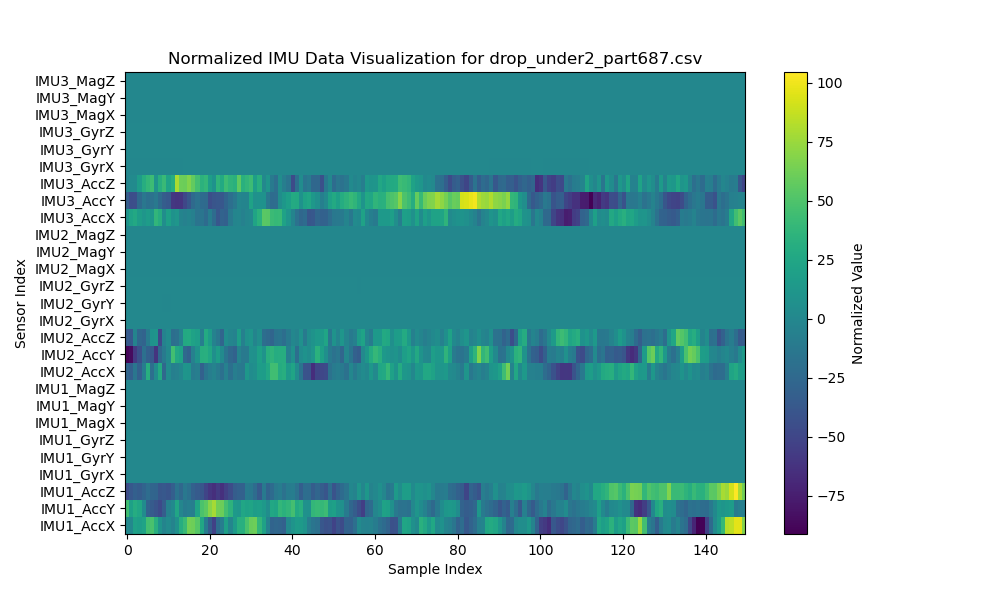 Normalized IMU Data Visualization for drop_under2_part687.csv
IMU3_MagZ
IMU3_MagY
IMU3_MagX
IMU3_GyrZ
IMU3_GyrY
IMU3_GyrX
IMU3_AccZ
IMU3_AccY
IMU3_AccX
IMU2_MagZ
IMU2_MagY
IMU2_MagX
IMU2_GyrZ
IMU2_GyrY
IMU2_GyrX
IMU2_AccZ
IMU2_AccY
IMU2_AccX
IMU1_MagZ
IMU1_MagY
IMU1_MagX
IMU1_GyrZ
IMU1_GyrY
IMU1_GyrX
IMU1_AccZ
IMU1_AccY
IMU1_AccX
Sensor Index
0 20 40 60 80 100 120 140
Sample Index
100
75
50
25
0
−25
−50
−75
Normalized Value